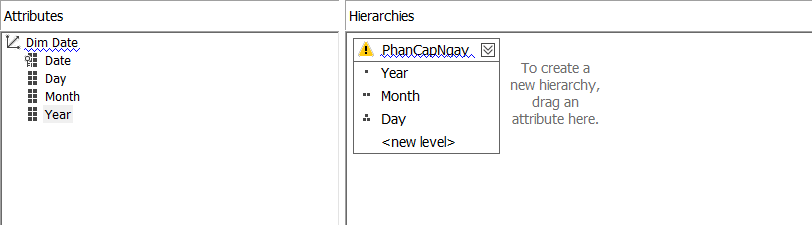 Attributes
Dim Date
Date
Day
Month
Year
Hierarchies
PhanCapNgay
Year
Month
Day
<new level>
To create a
new hierarchy,
drag an
attribute here.